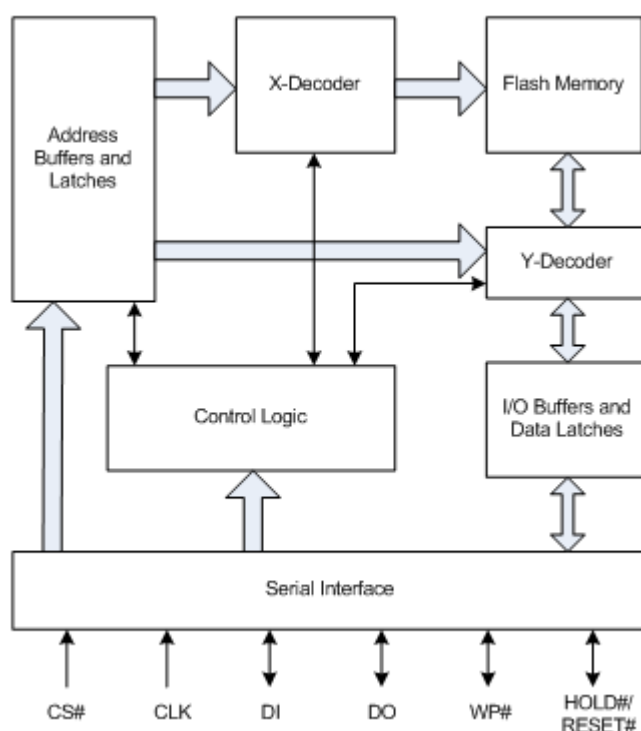 Address
Buffers and
Latches
X-Decoder
Flash Memory
Y-Decoder
Control Logic
I/O Buffers and
Data Latches
Serial Interface
CS#
CLK
DI
DO
WP#
HOLD#/
RESET#